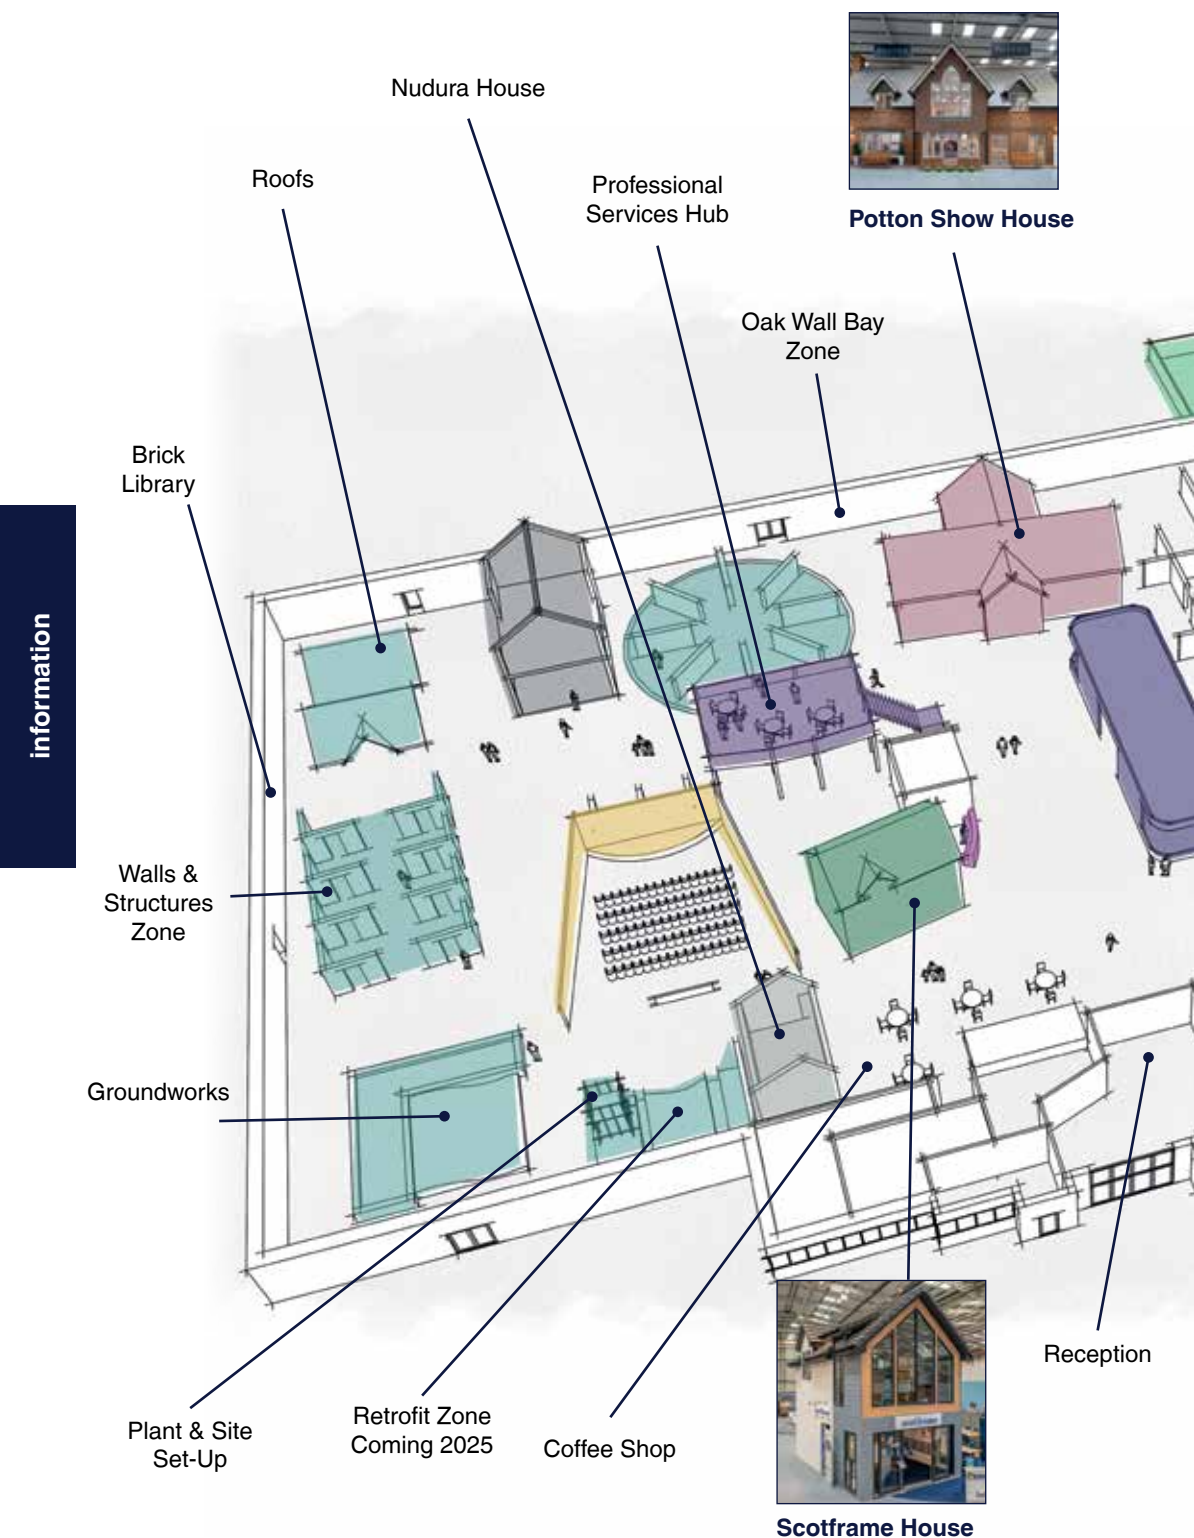 Nudura House
Roofs
Professional
Services Hub
Potton Show House
Oak Wall Bay
Zone
Brick
Library
information
Walls &
Structures
Zone
Groundworks
Reception
Plant & Site
Set-Up
Retrofit Zone
Coming 2025
Coffee Shop
Scotframe House